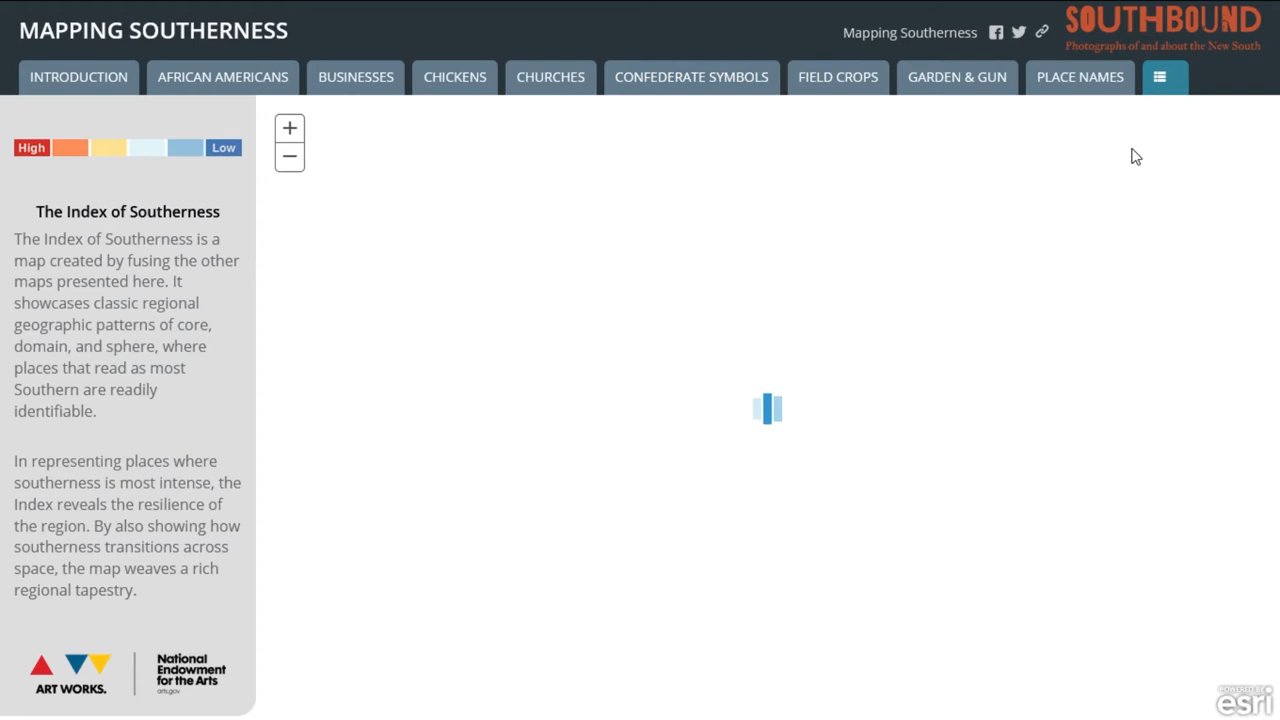 MAPPING SOUTHERNESS
Mapping Southerness
SOUTHBOUND
Photographs of and about the New South
INTRODUCTION
AFRICAN AMERICANS
BUSINESSES
CHICKENS
CHURCHES
CONFEDERATE SYMBOLS
FIELD CROPS
GARDEN & GUN
PLACE NAMES
High
Low
+
−
The Index of Southerness
The Index of Southerness is a
map created by fusing the other
maps presented here. It
showcases classic regional
geographic patterns of core,
domain, and sphere, where
places that read as most
Southern are readily
identifiable.
In representing places where
southerness is most intense, the
Index reveals the resilience of
the region. By also showing how
southerness transitions across
space, the map weaves a rich
regional tapestry.
ART WORKS.
National
Endowment
for the Arts
arts.gov
POWERED BY
esri